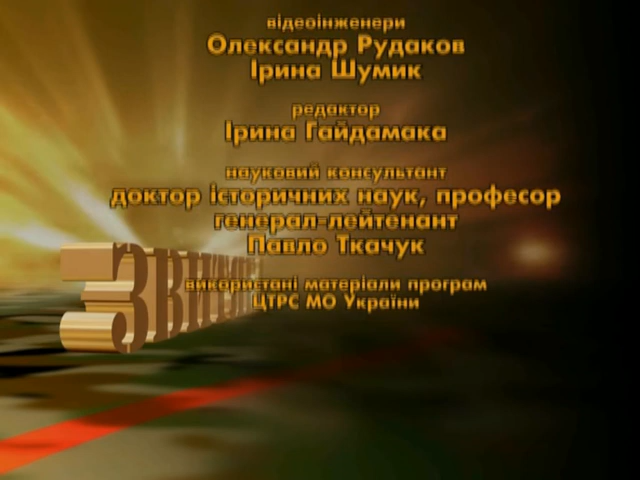 відеоінженери
Олександр Рудаков
Ірина Шумик
редактор
Ірина Гайдамака
науковий консультант
доктор історичних наук, професор
генерал-лейтенант
Павло Ткачук
використані матеріали програм
ЦТРС МО України